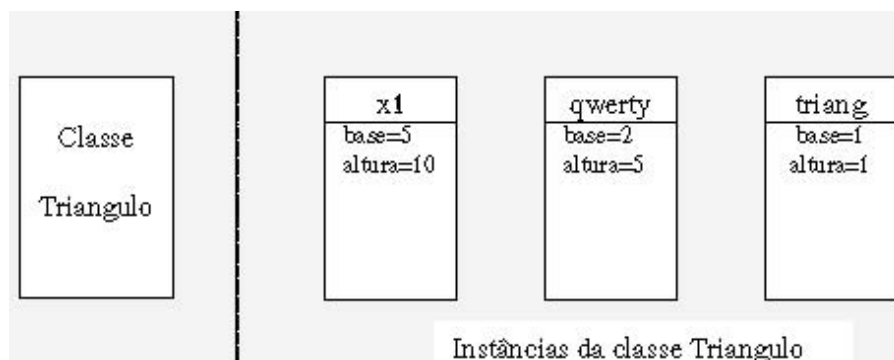 Classe
Triangulo
x1
base=5
altura=10
qwerty
base=2
altura=5
triang
base=1
altura=1
Instâncias da classe Triangulo